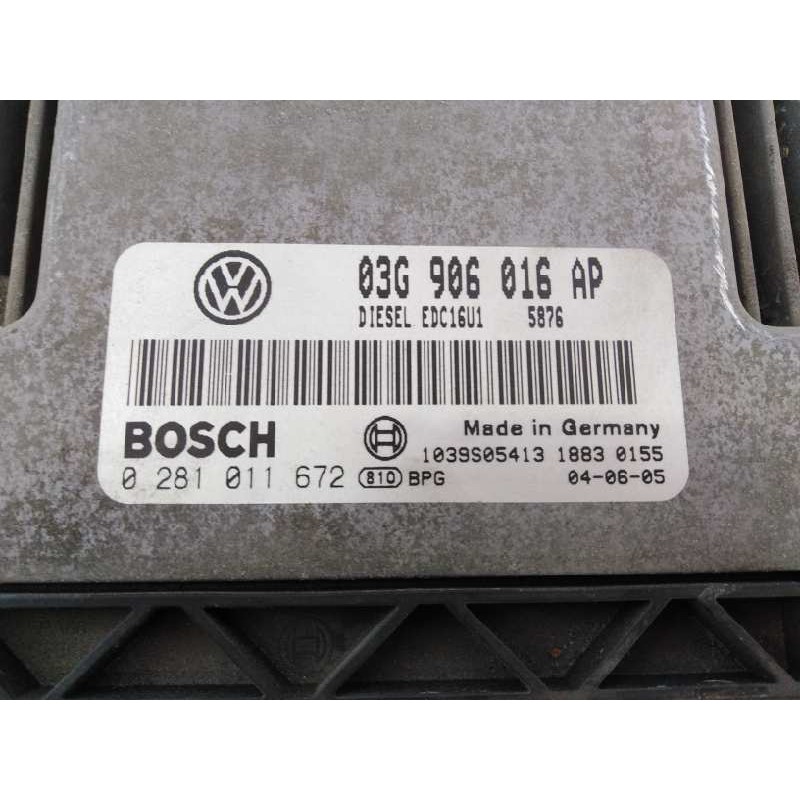 03G 906 016 AP
DIESEL EDC16U1 5876
BOSCH
Made in Germany
1039S05413 1883 0155
0 281 011 672 810 BPG 04-06-05